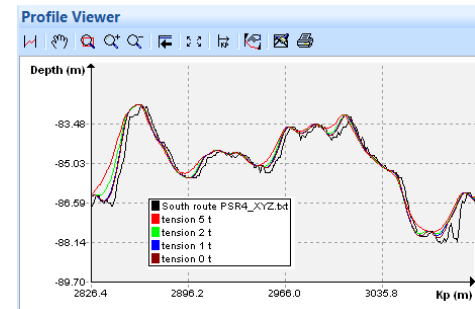 Profile Viewer
Depth (m)
-83.48
-85.03
-86.59
-88.14
-89.70
South route PSR4_XYZ.txt
tension 5 t
tension 2 t
tension 1 t
tension 0 t
2826.4 2896.2 2966.0 3035.8 Kp (m)